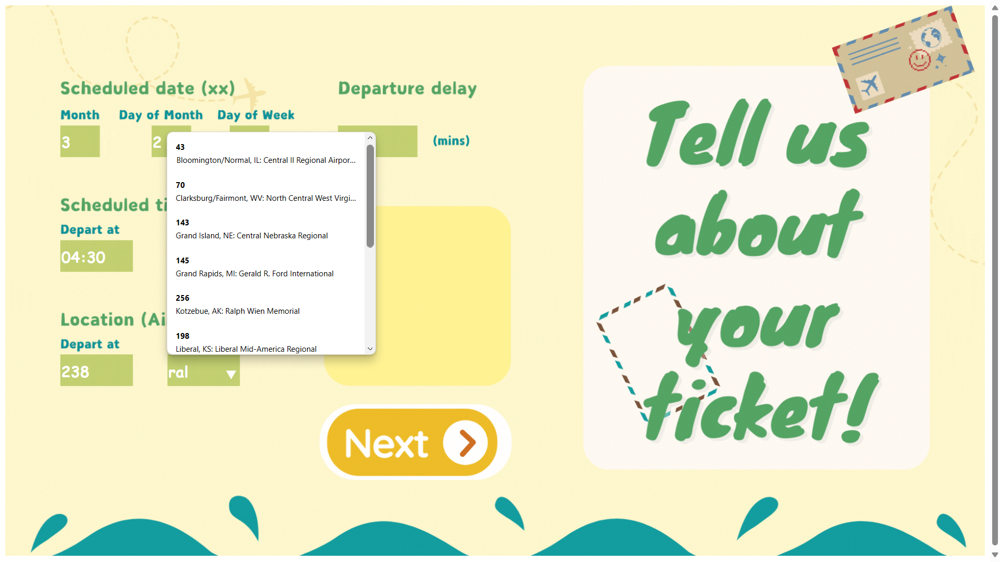 Scheduled date (xx)
Departure delay
Month
Day of Month
Day of Week
3
2
(mins)
43
Bloomington/Normal, IL: Central Il Regional Airpor...
70
Clarksburg/Fairmont, WV: North Central West Virgi...
143
Grand Island, NE: Central Nebraska Regional
145
Grand Rapids, MI: Gerald R. Ford International
256
Kotzebue, AK: Ralph Wien Memorial
198
Liberal, KS: Liberal Mid-America Regional
Scheduled ti
Depart at
04:30
Location (Ai
Depart at
238
ral
Next
Tell us
about
your
ticket!